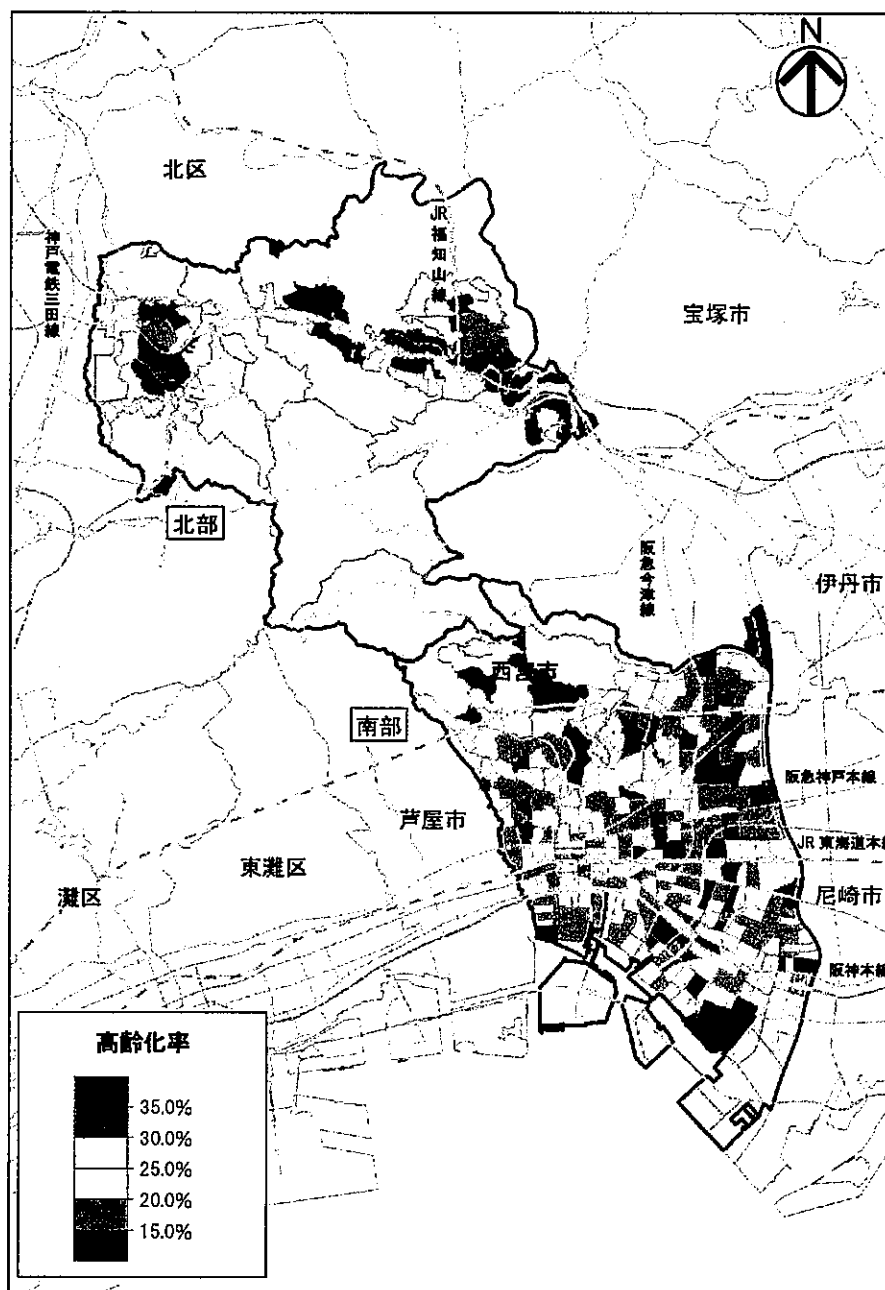 N
北区
JR福知山線
神戸電鉄三田線
宝塚市
北部
阪急今津線
伊丹市
西宮市
南部
阪急神戸本線
芦屋市
JR東海道本線
東灘区
灘区
尼崎市
阪神本線
高齢化率
35.0%
30.0%
25.0%
20.0%
15.0%